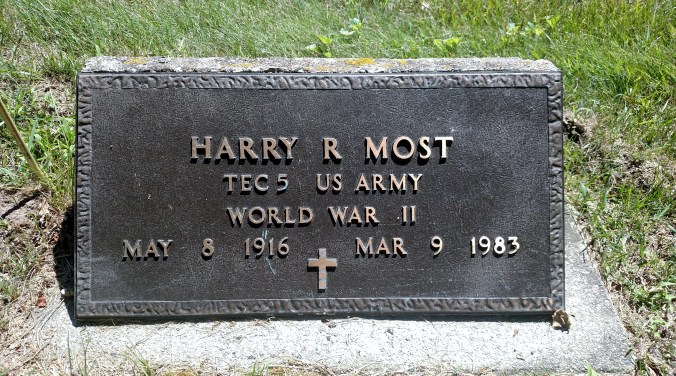 HARRY R MOST
TEC 5 US ARMY
WORLD WAR II
MAY 8 1916 MAR 9 1983